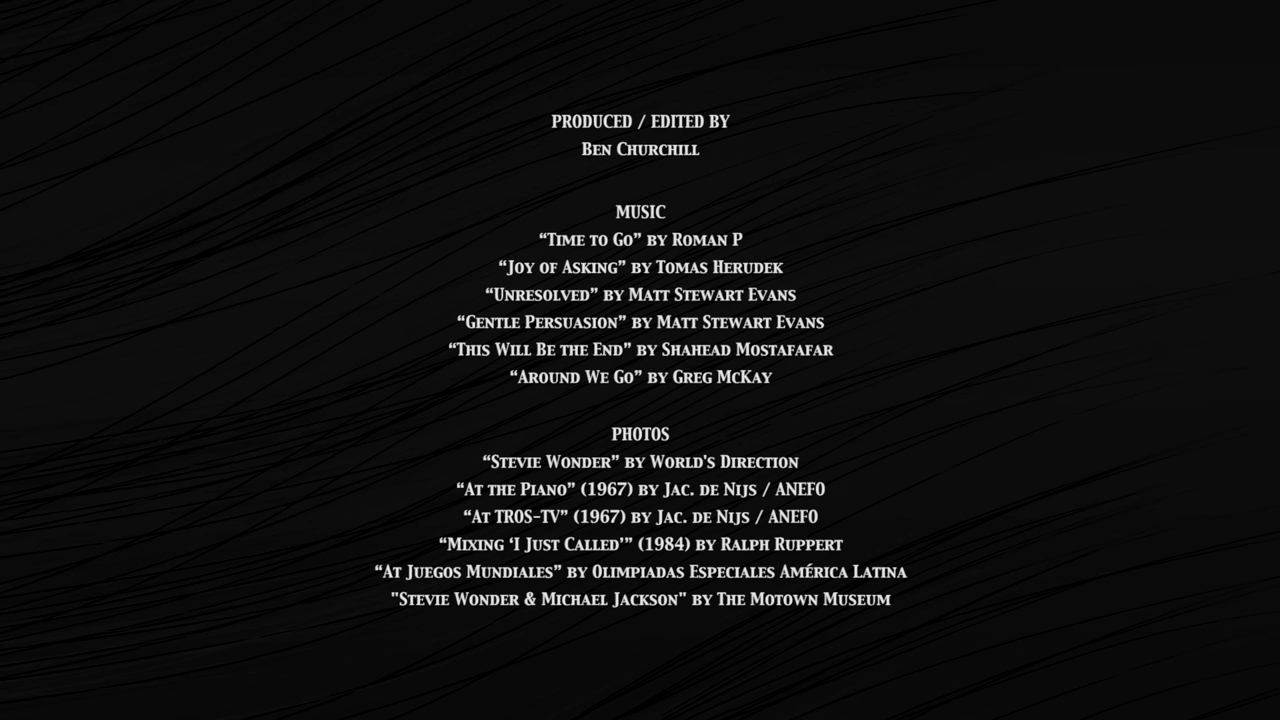 PRODUCED / EDITED BY
Ben Churchill
MUSIC
“Time to Go” by Roman P
“Joy of Asking” by Tomas Herudek
“Unresolved” by Matt Stewart Evans
“Gentle Persuasion” by Matt Stewart Evans
“This Will Be the End” by Shahead Mostafafar
“Around We Go” by Greg McKay
PHOTOS
“Stevie Wonder” by World's Direction
“At the Piano” (1967) by Jac. de Nijs / ANEFO
“At TROS-TV” (1967) by Jac. de Nijs / ANEFO
“Mixing ‘I Just Called’” (1984) by Ralph Ruppert
“At Juegos Mundiales” by Olimpiadas Especiales América Latina
"Stevie Wonder & Michael Jackson" by The Motown Museum